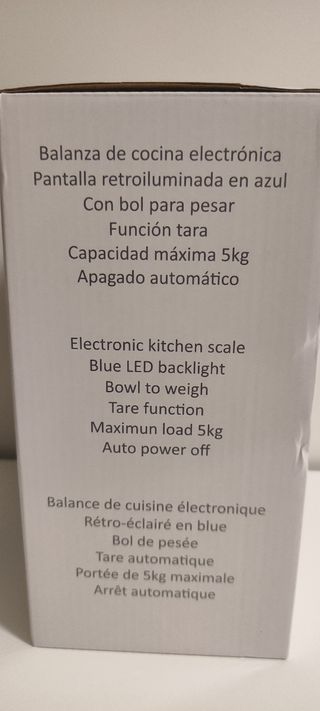 Balanza de cocina electrónica
Pantalla retroiluminada en azul
Con bol para pesar
Función tara
Capacidad máxima 5kg
Apagado automático
Electronic kitchen scale
Blue LED backlight
Bowl to weigh
Tare function
Maximun load 5kg
Auto power off
Balance de cuisine électronique
Rétro-éclairé en blue
Bol de pesée
Tare automatique
Portée de 5kg maximale
Arrêt automatique